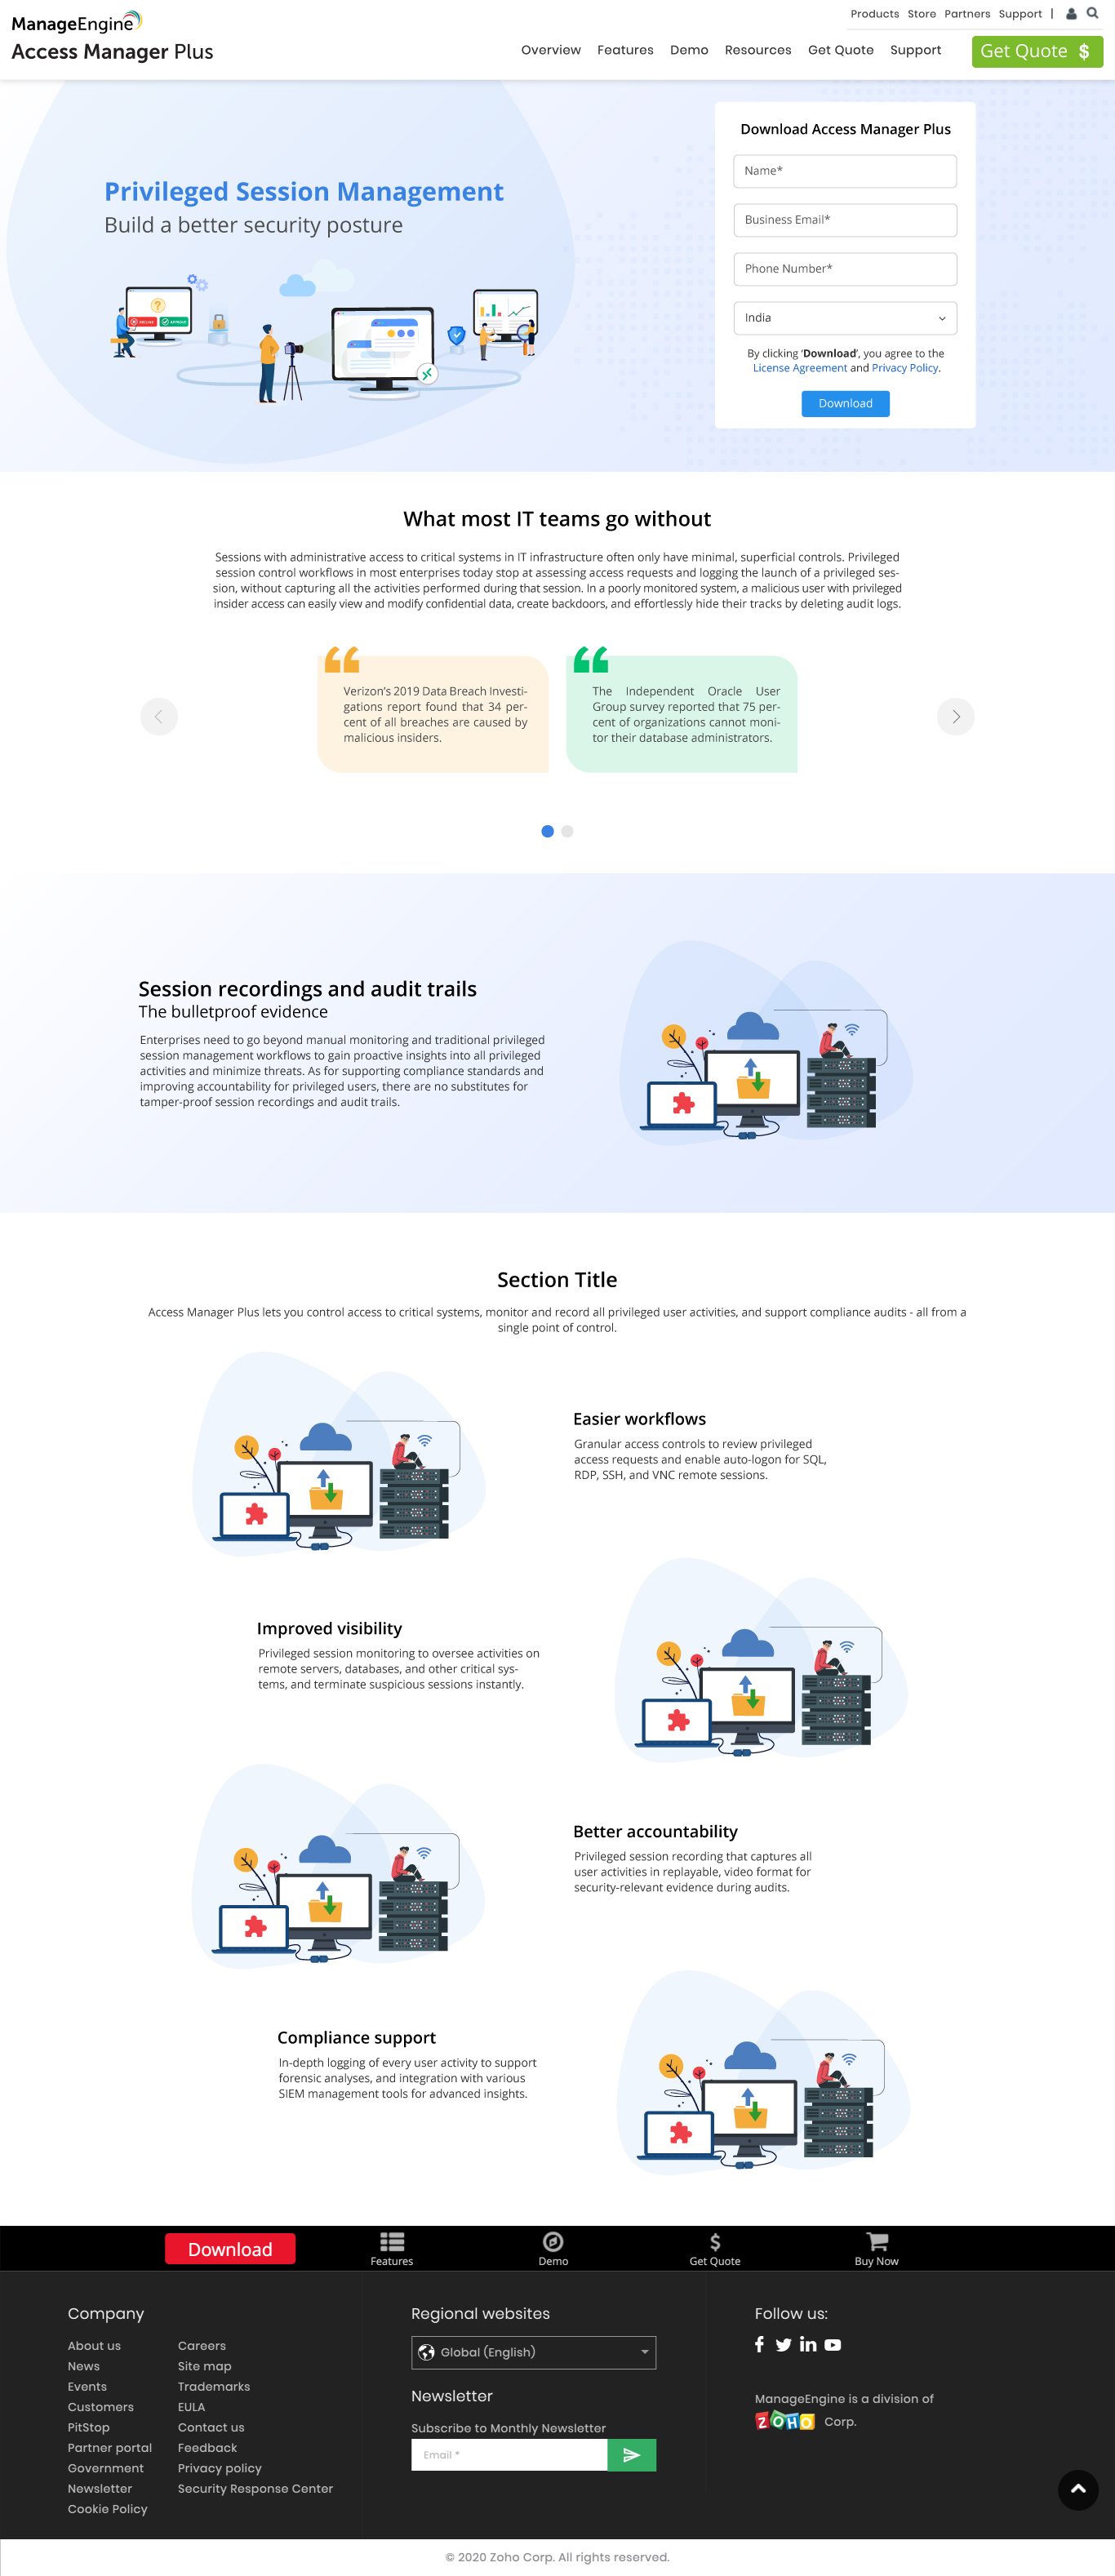 ManageEngine
Access Manager Plus
Products Store Partners Support |
Overview Features Demo Resources Get Quote Support
Get Quote $
Privileged Session Management
Build a better security posture
DECLINE APPROVE
Download Access Manager Plus
Name*
Business Email*
Phone Number*
India
By clicking ‘Download’, you agree to the
License Agreement and Privacy Policy.
Download
What most IT teams go without
Sessions with administrative access to critical systems in IT infrastructure often only have minimal, superficial controls. Privileged
session control workflows in most enterprises today stop at assessing access requests and logging the launch of a privileged ses-
sion, without capturing all the activities performed during that session. In a poorly monitored system, a malicious user with privileged
insider access can easily view and modify confidential data, create backdoors, and effortlessly hide their tracks by deleting audit logs.
Verizon’s 2019 Data Breach Investi-
gations report found that 34 per-
cent of all breaches are caused by
malicious insiders.
The Independent Oracle User
Group survey reported that 75 per-
cent of organizations cannot moni-
tor their database administrators.
Session recordings and audit trails
The bulletproof evidence
Enterprises need to go beyond manual monitoring and traditional privileged
session management workflows to gain proactive insights into all privileged
activities and minimize threats. As for supporting compliance standards and
improving accountability for privileged users, there are no substitutes for
tamper-proof session recordings and audit trails.
Section Title
Access Manager Plus lets you control access to critical systems, monitor and record all privileged user activities, and support compliance audits - all from a
single point of control.
Easier workflows
Granular access controls to review privileged
access requests and enable auto-logon for SQL,
RDP, SSH, and VNC remote sessions.
Improved visibility
Privileged session monitoring to oversee activities on
remote servers, databases, and other critical sys-
tems, and terminate suspicious sessions instantly.
Better accountability
Privileged session recording that captures all
user activities in replayable, video format for
security-relevant evidence during audits.
Compliance support
In-depth logging of every user activity to support
forensic analyses, and integration with various
SIEM management tools for advanced insights.
Download
Features
Demo
Get Quote
Buy Now
Company
About us
News
Events
Customers
PitStop
Partner portal
Government
Newsletter
Cookie Policy
Careers
Site map
Trademarks
EULA
Contact us
Feedback
Privacy policy
Security Response Center
Regional websites
Global (English)
Newsletter
Subscribe to Monthly Newsletter
Email *
Follow us:
ManageEngine is a division of
ZOHO Corp.
© 2020 Zoho Corp. All rights reserved.